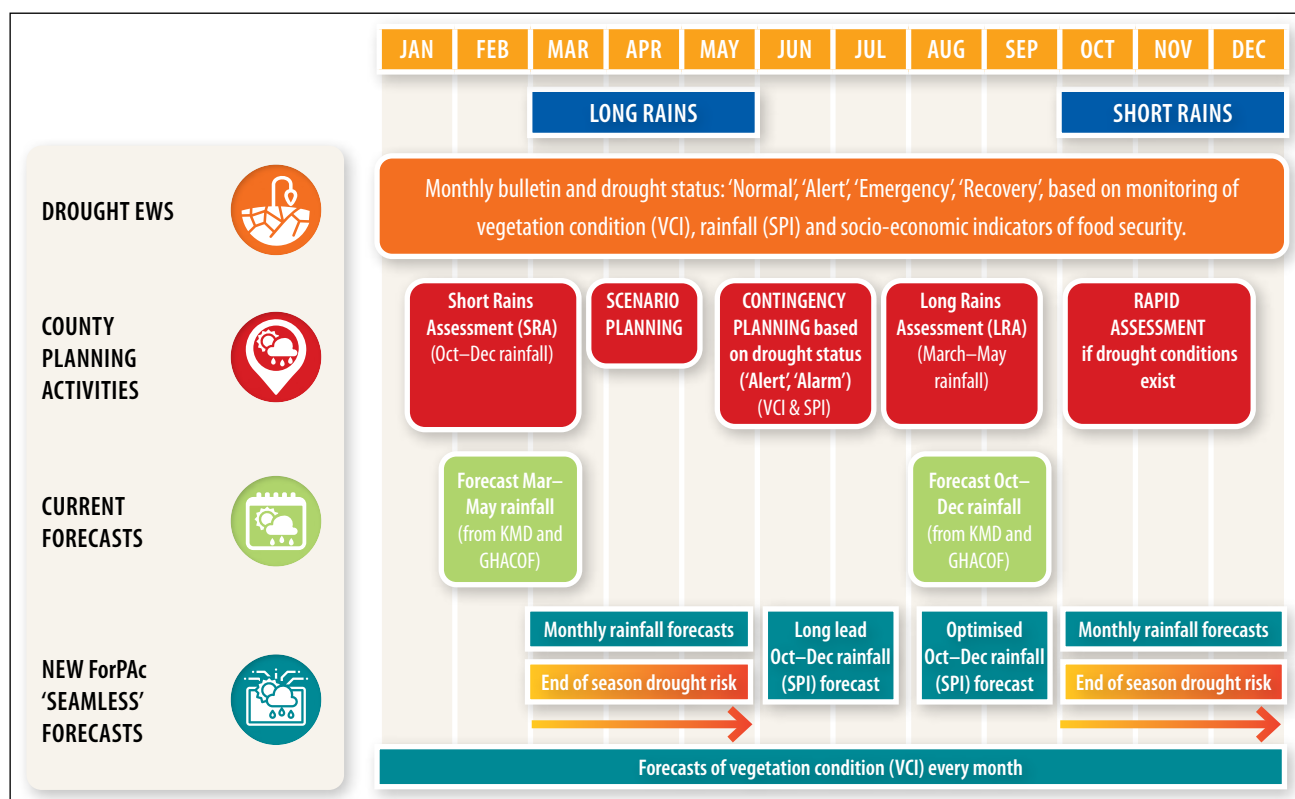 JAN FEB MAR APR MAY JUN JUL AUG SEP OCT NOV DEC
LONG RAINS
SHORT RAINS
DROUGHT EWS
Monthly bulletin and drought status: ‘Normal’, ‘Alert’, ‘Emergency’, ‘Recovery’, based on monitoring of
vegetation condition (VCI), rainfall (SPI) and socio-economic indicators of food security.
COUNTY
PLANNING
ACTIVITIES
Short Rains
Assessment (SRA)
(Oct–Dec rainfall)
SCENARIO
PLANNING
CONTINGENCY
PLANNING based
on drought status
(‘Alert’, ‘Alarm’)
(VCI & SPI)
Long Rains
Assessment (LRA)
(March–May
rainfall)
RAPID
ASSESSMENT
if drought conditions
exist
CURRENT
FORECASTS
Forecast Mar–
May rainfall
(from KMD and
GHACOF)
Forecast Oct–
Dec rainfall
(from KMD and
GHACOF)
NEW ForPAc
‘SEAMLESS’
FORECASTS
Monthly rainfall forecasts
End of season drought risk
Long lead
Oct–Dec rainfall
(SPI) forecast
Optimised
Oct–Dec rainfall
(SPI) forecast
Monthly rainfall forecasts
End of season drought risk
Forecasts of vegetation condition (VCI) every month